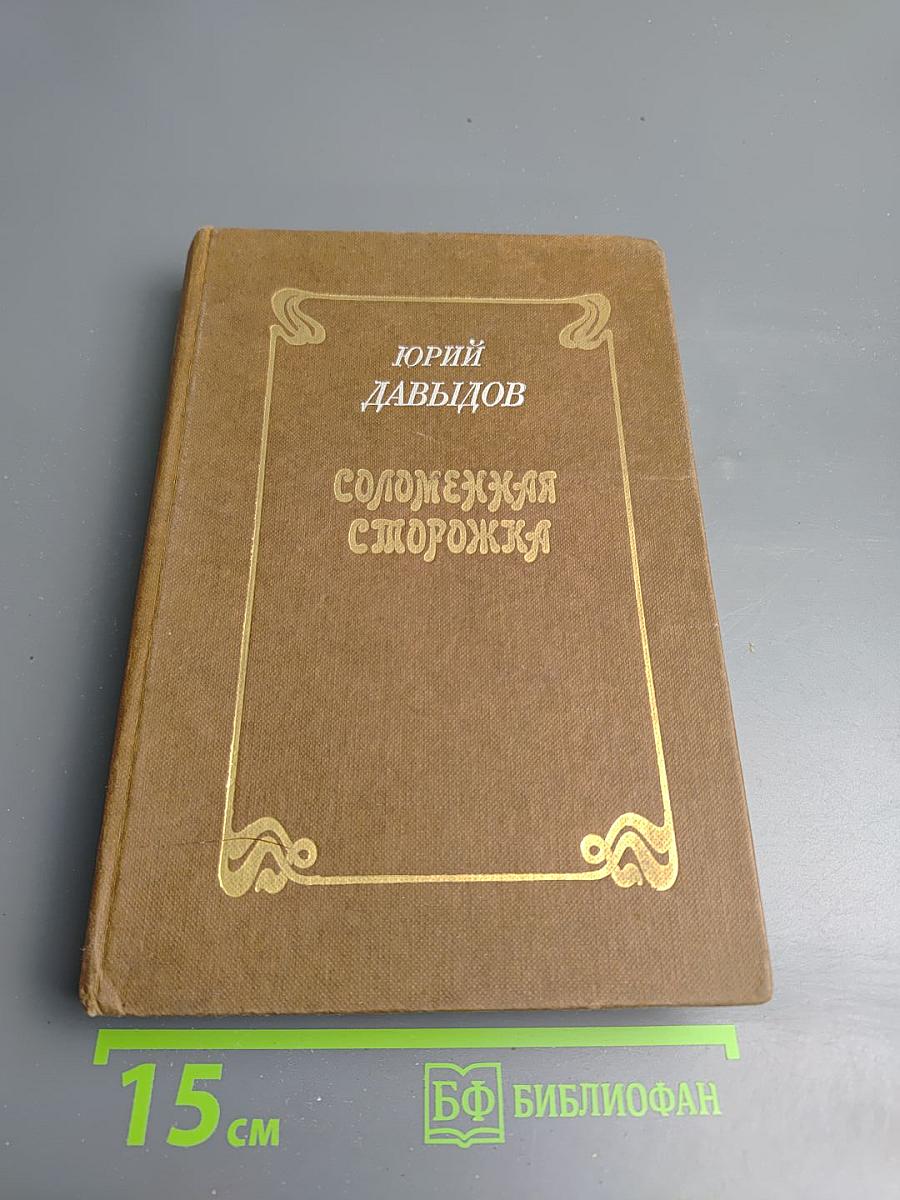 ЮРИЙ
ДАВЫДОВ
СОЛОМЕННАЯ
СТОРОЖКА
15 см
БФ БИБЛИОФАН